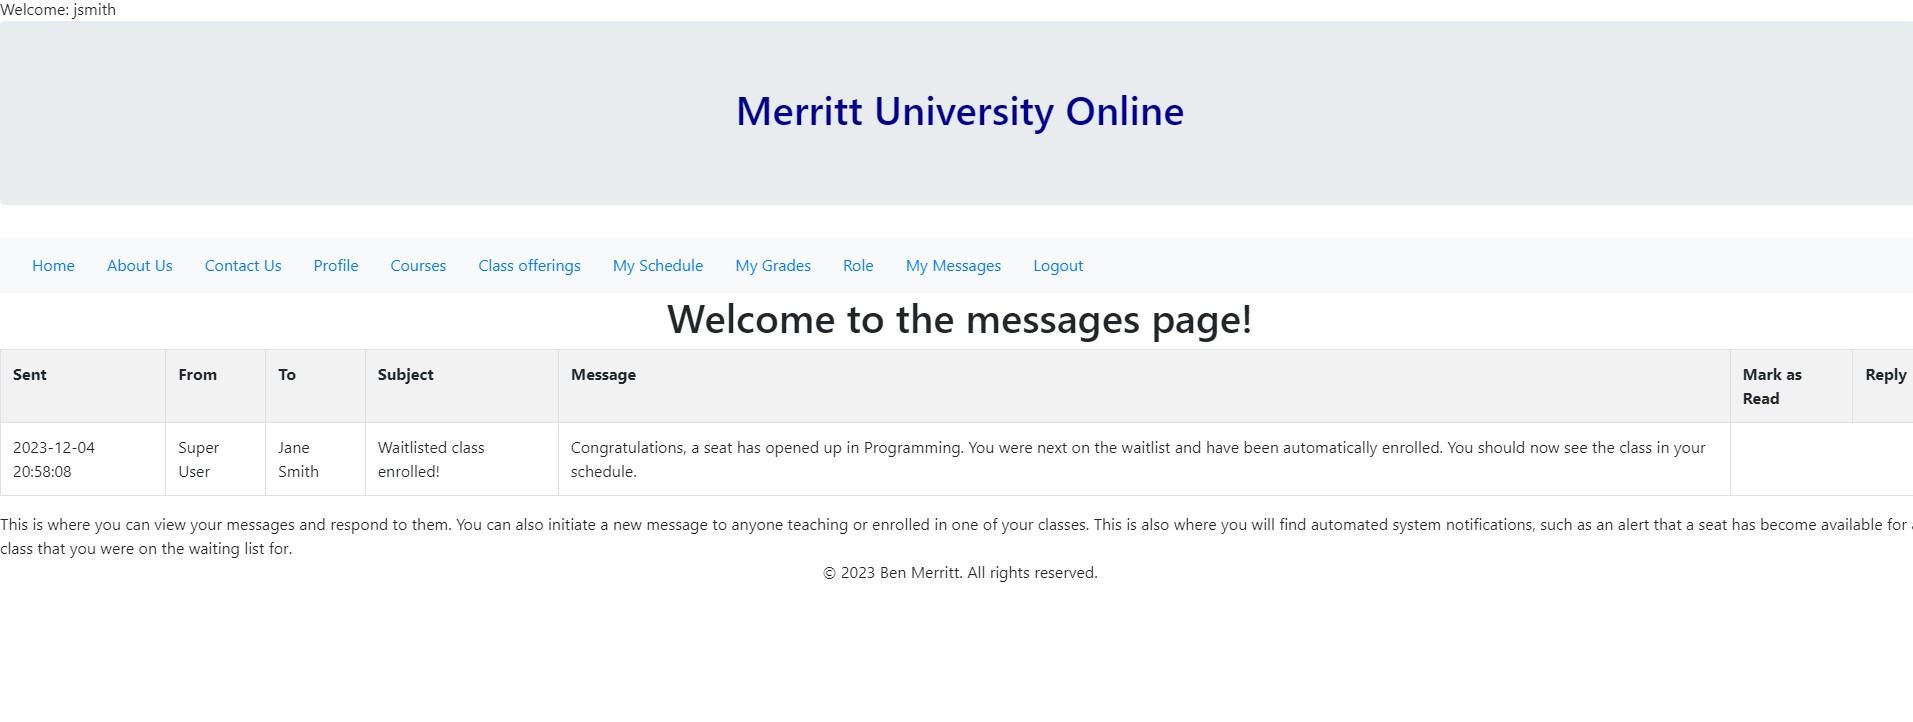 Welcome: jsmith
Merritt University Online
Home About Us Contact Us Profile Courses Class offerings My Schedule My Grades Role My Messages Logout
Welcome to the messages page!
Sent From To Subject Message Mark as Read Reply
2023-12-04 20:58:08 Super User Jane Smith Waitlisted class enrolled! Congratulations, a seat has opened up in Programming. You were next on the waitlist and have been automatically enrolled. You should now see the class in your schedule.
This is where you can view your messages and respond to them. You can also initiate a new message to anyone teaching or enrolled in one of your classes. This is also where you will find automated system notifications, such as an alert that a seat has become available for a
class that you were on the waiting list for.
© 2023 Ben Merritt. All rights reserved.